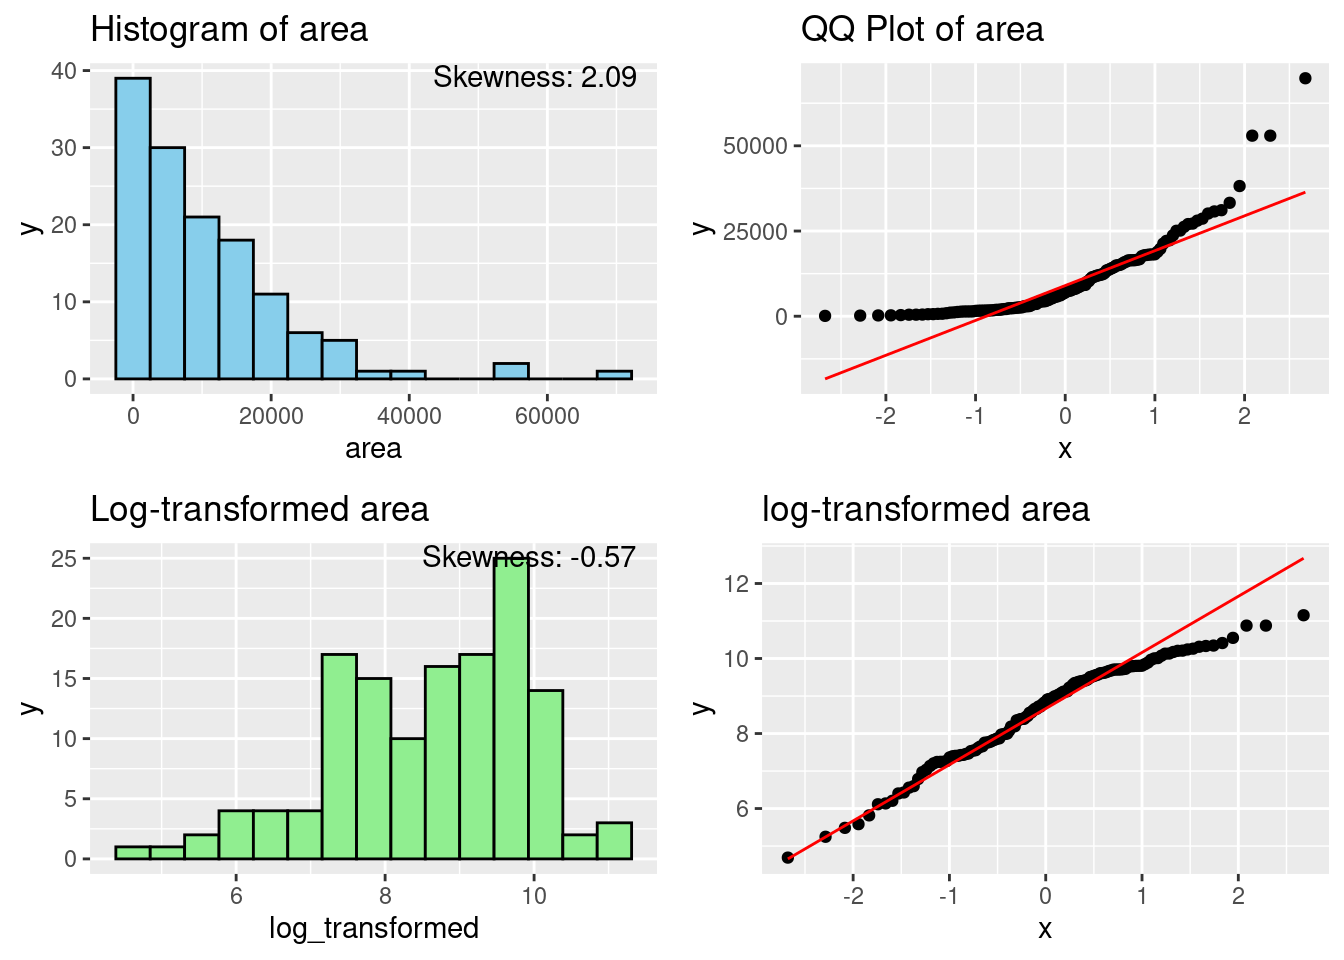 Histogram of area
Skewness: 2.09
y
40
30
20
10
0
0 20000 40000 60000
area
QQ Plot of area
y
50000
25000
0
-2 -1 0 1 2
x
Log-transformed area
Skewness: -0.57
y
25
20
15
10
5
0
6 8 10
log_transformed
log-transformed area
y
12
10
8
6
-2 -1 0 1 2
x